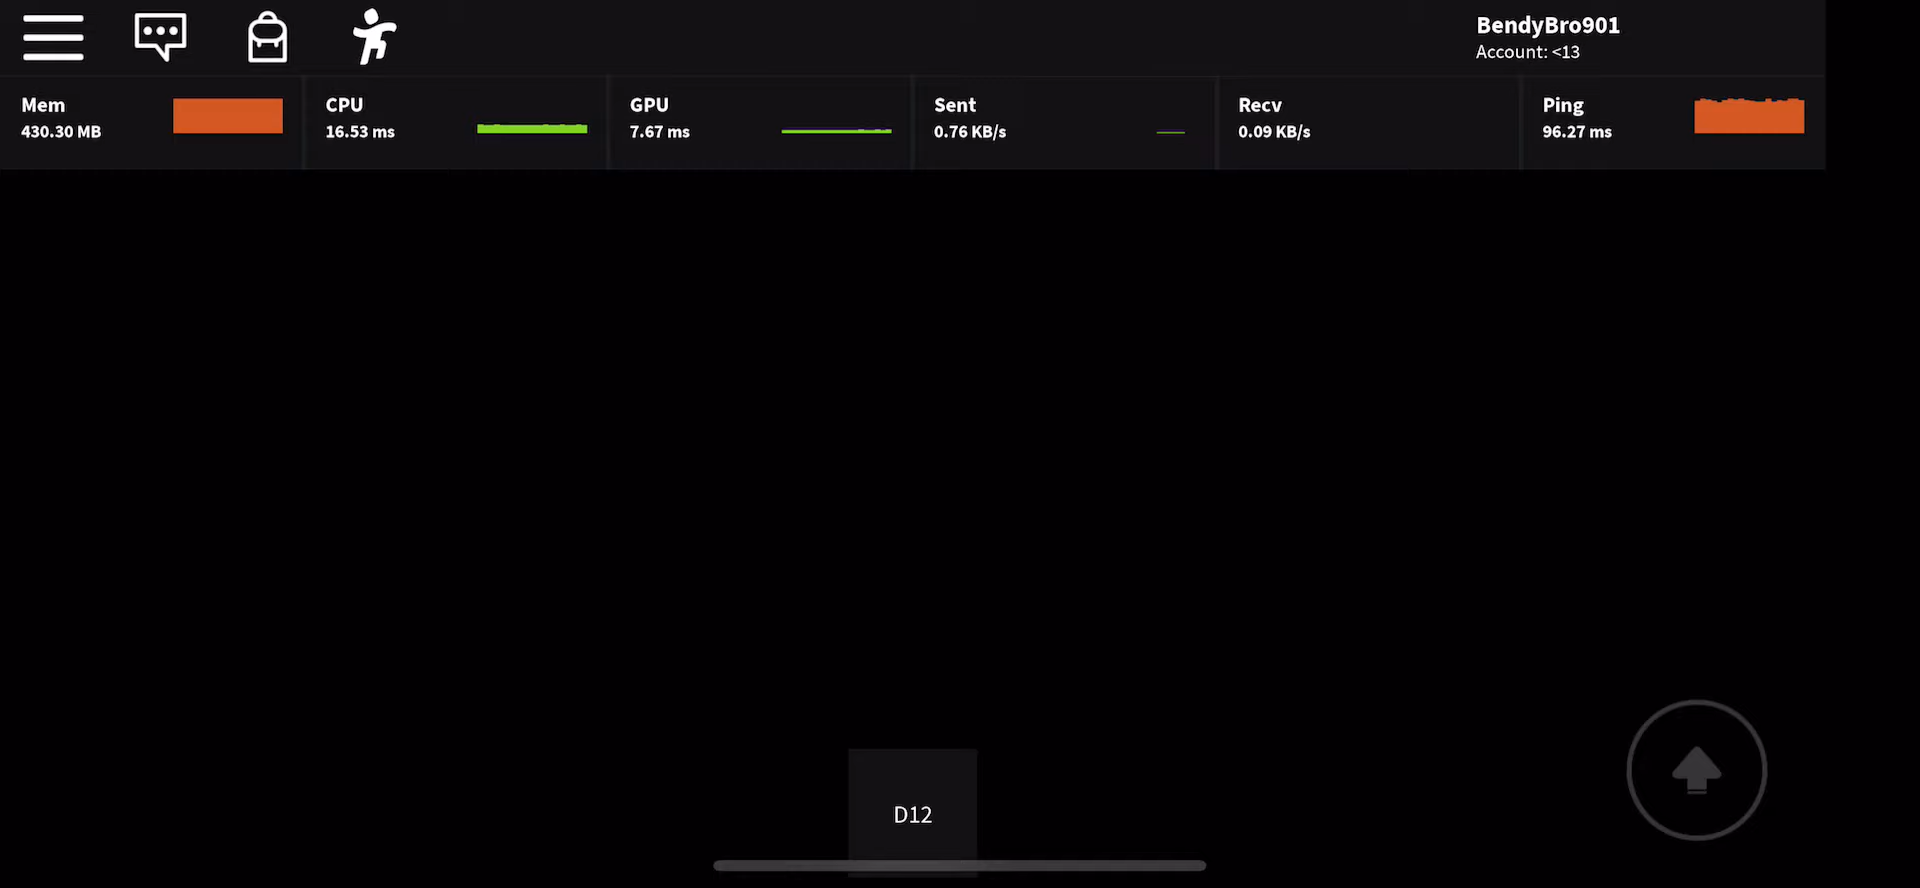 BendyBro901
Account: <13
Mem
430.30 MB
CPU
16.53 ms
GPU
7.67 ms
Sent
0.76 KB/s
Recv
0.09 KB/s
Ping
96.27 ms
D12